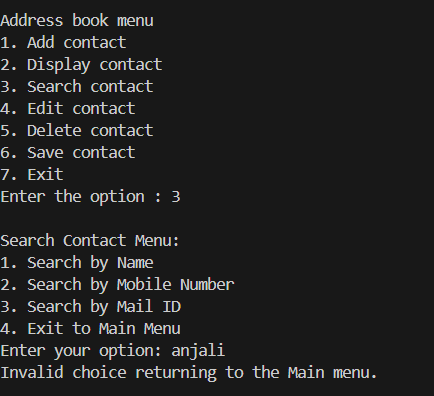 Address book menu
1. Add contact
2. Display contact
3. Search contact
4. Edit contact
5. Delete contact
6. Save contact
7. Exit
Enter the option : 3
Search Contact Menu:
1. Search by Name
2. Search by Mobile Number
3. Search by Mail ID
4. Exit to Main Menu
Enter your option: anjali
Invalid choice returning to the Main menu.